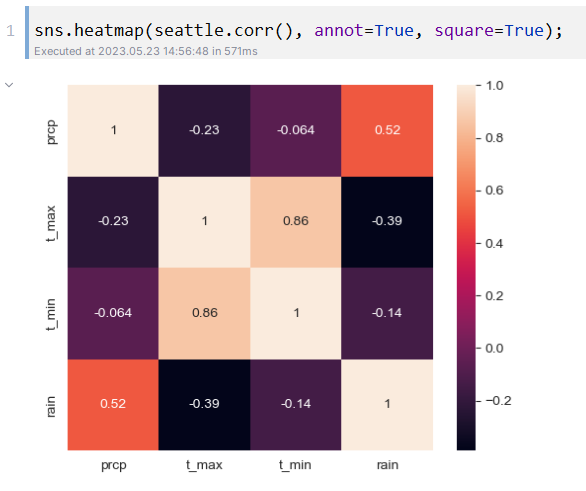 1 sns.heatmap(seattle.corr(), annot=True, square=True);
Executed at 2023.05.23 14:56:48 in 571ms
1.0
prcp 1 -0.23 -0.064 0.52
0.8
0.6
t_max -0.23 1 0.86 -0.39
0.4
0.2
t_min -0.064 0.86 1 -0.14
0.0
rain 0.52 -0.39 -0.14 1
-0.2
prcp t_max t_min rain